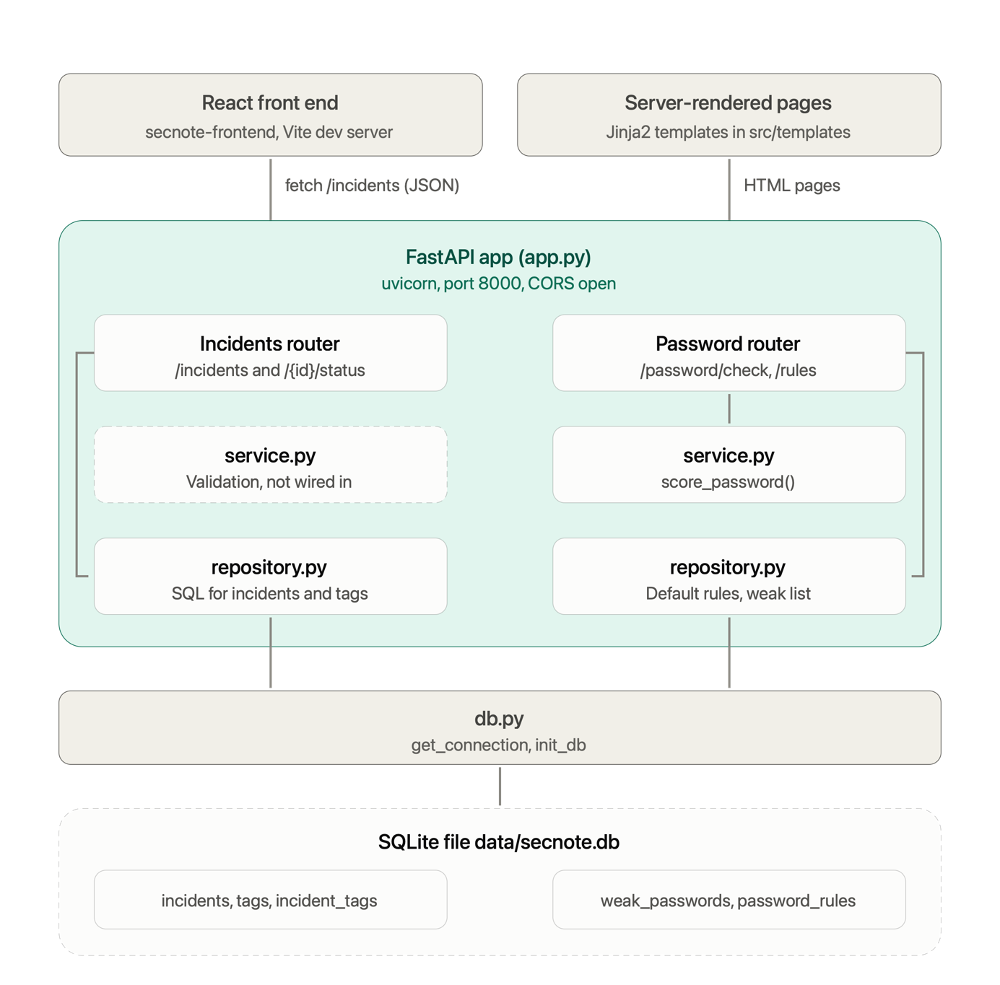 React front end
secnote-frontend, Vite dev server
Server-rendered pages
Jinja2 templates in src/templates
fetch /incidents (JSON)
HTML pages
FastAPI app (app.py)
uvicorn, port 8000, CORS open
Incidents router
/incidents and /{id}/status
Password router
/password/check, /rules
service.py
Validation, not wired in
service.py
score_password()
repository.py
SQL for incidents and tags
repository.py
Default rules, weak list
db.py
get_connection, init_db
SQLite file data/secnote.db
incidents, tags, incident_tags
weak_passwords, password_rules